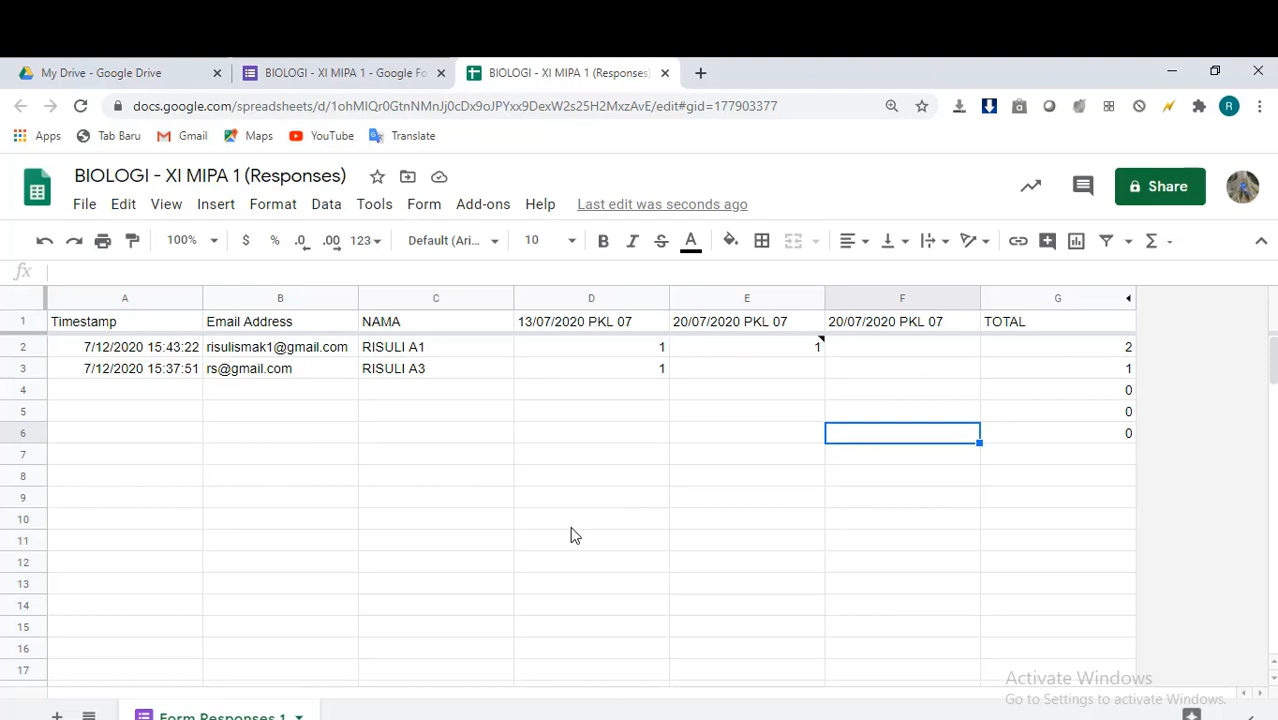 My Drive - Google Drive
BIOLOGI - XI MIPA 1 - Google Fo
BIOLOGI - XI MIPA 1 (Responses)
docs.google.com/spreadsheets/d/1ohMIQr0GtnNMnJj0cDx9oJPYxx9DexW2s25H2MxzAvE/edit#gid=177903377
R
Apps Tab Baru Gmail Maps YouTube Translate
BIOLOGI - XI MIPA 1 (Responses)
Share
File Edit View Insert Format Data Tools Form Add-ons Help Last edit was seconds ago
100% $ % .0 .00 123 Default (Ari... 10 B I S A Σ
fx
A B C D E F G
1 Timestamp Email Address NAMA 13/07/2020 PKL 07 20/07/2020 PKL 07 20/07/2020 PKL 07 TOTAL
2 7/12/2020 15:43:22 risulismak1@gmail.com RISULI A1 1 1 2
3 7/12/2020 15:37:51 rs@gmail.com RISULI A3 1 1
4 0
5 0
6 0
7
8
9
10
11
12
13
14
15
16
17
Activate Windows
Go to Settings to activate Windows.
Form Responses 1